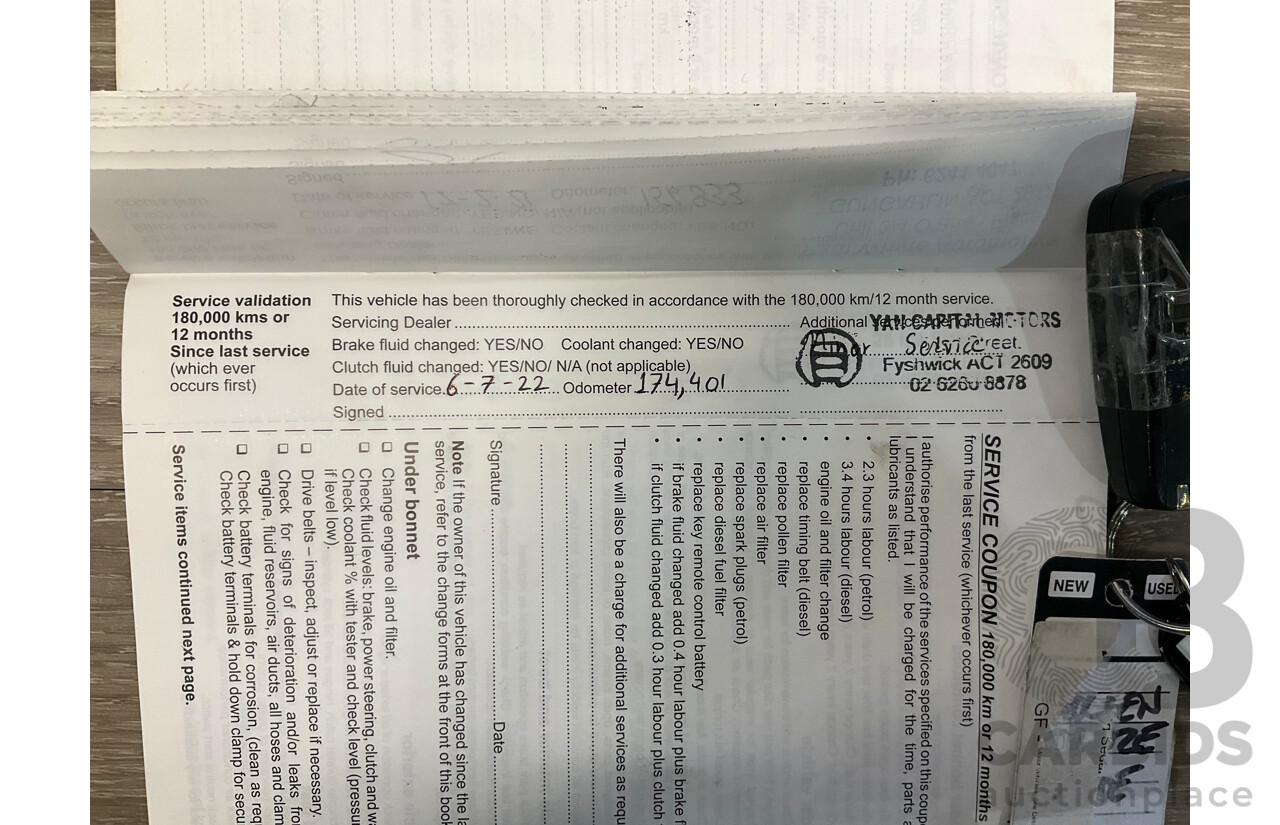 Service validation
180,000 kms or
12 months
Since last service
(which ever
occurs first)
This vehicle has been thoroughly checked in accordance with the 180,000 km/12 month service.
Servicing Dealer
Additional services performed
Brake fluid changed: YES/NO Coolant changed: YES/NO
Clutch fluid changed: YES/NO/ N/A (not applicable)
Date of service 6-7-22 Odometer 174,401
Signed
CAPITAL MOTORS
Minor Service
Fyshwick ACT 2609
02 6260 8878
SERVICE COUPON 180,000 km or 12 months
from the last service (whichever occurs first)
I authorise performance of the services specified on this
I understand that I will be charged for the time, parts
lubricants as listed.
• 2.3 hours labour (petrol)
• 3.4 hours labour (diesel)
• engine oil and filter change
• replace timing belt (diesel)
• replace pollen filter
• replace air filter
• replace spark plugs (petrol)
• replace diesel fuel filter
• replace key remote control battery
• if brake fluid changed add 0.4 hour labour plus brake
• if clutch fluid changed add 0.3 hour labour plus clutch
There will also be a charge for additional services as
Signature Date
Note If the owner of this vehicle has changed since the
service, refer to the change forms at the front of this
Under bonnet
❑ Change engine oil and filter.
❑ Check fluid levels: brake, power steering, clutch and
Check coolant % with tester and check level
if level low).
❑ Drive belts – inspect, adjust or replace if necessary.
❑ Check for signs of deterioration and/or leaks
engine, fluid reservoirs, air ducts, all hoses and
❑ Check battery terminals for corrosion, (clean as
Check battery terminals & hold down clamp for
Service items continued next page.
NEW
USED
CARBIDS
auctionplace